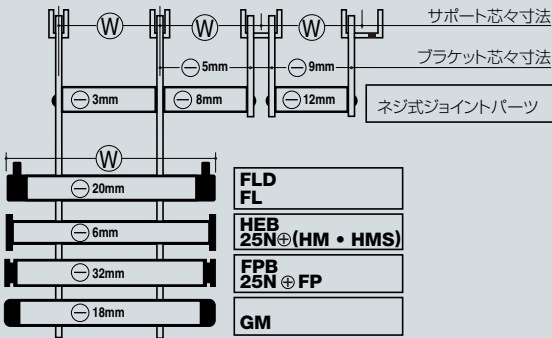 サポート芯々寸法
W W W
ブラケット芯々寸法
⊖5mm ⊖9mm
⊖3mm ⊖8mm ⊖12mm
ネジ式ジョイントパーツ
W
⊖20mm
FLD
FL
⊖6mm
HEB
25N⊕(HM・HMS)
⊖32mm
FPB
25N⊕FP
⊖18mm
GM